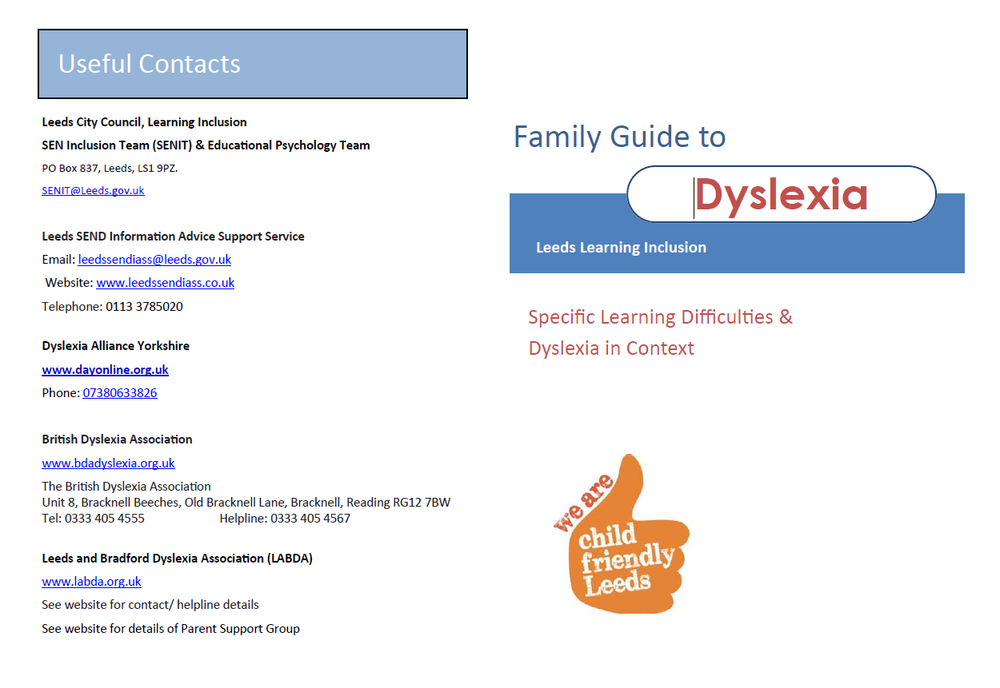 Useful Contacts
Leeds City Council, Learning Inclusion
SEN Inclusion Team (SENIT) & Educational Psychology Team
PO Box 837, Leeds, LS1 9PZ.
SENIT@Leeds.gov.uk
Leeds SEND Information Advice Support Service
Email: leedssendiass@leeds.gov.uk
Website: www.leedssendiass.co.uk
Telephone: 0113 3785020
Dyslexia Alliance Yorkshire
www.dayonline.org.uk
Phone: 07380633826
British Dyslexia Association
www.bdadyslexia.org.uk
The British Dyslexia Association
Unit 8, Bracknell Beeches, Old Bracknell Lane, Bracknell, Reading RG12 7BW
Tel: 0333 405 4555 Helpline: 0333 405 4567
Leeds and Bradford Dyslexia Association (LABDA)
www.labda.org.uk
See website for contact/ helpline details
See website for details of Parent Support Group
Family Guide to
Dyslexia
Leeds Learning Inclusion
Specific Learning Difficulties &
Dyslexia in Context
we are
child
friendly
Leeds